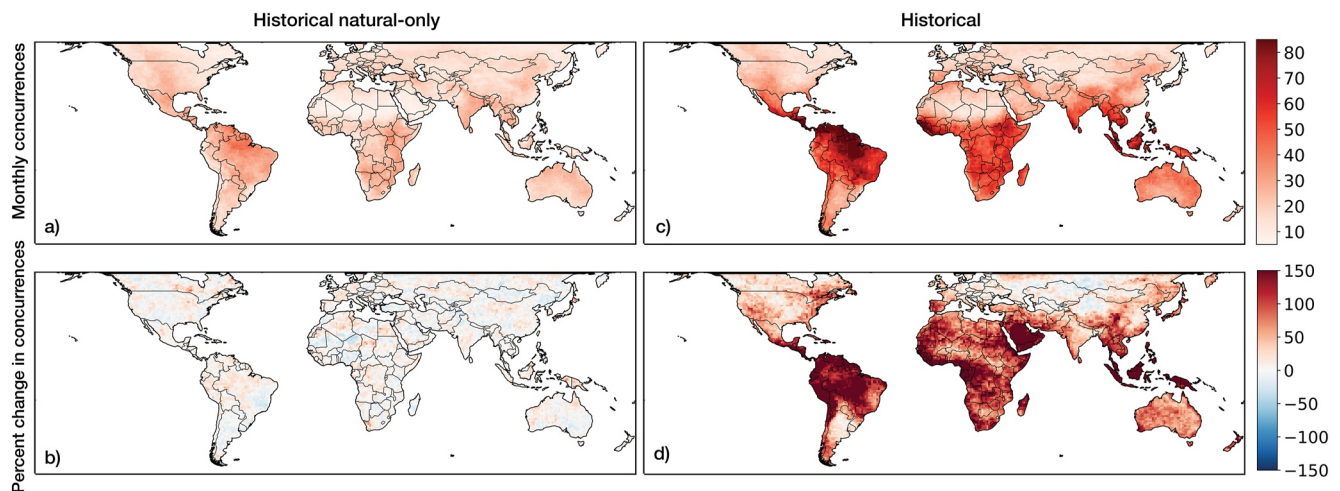 Historical natural-only
Historical
Monthly concurrences
a)
c)
80
70
60
50
40
30
20
10
Percent change in concurrences
b)
d)
150
100
50
0
−50
−100
−150